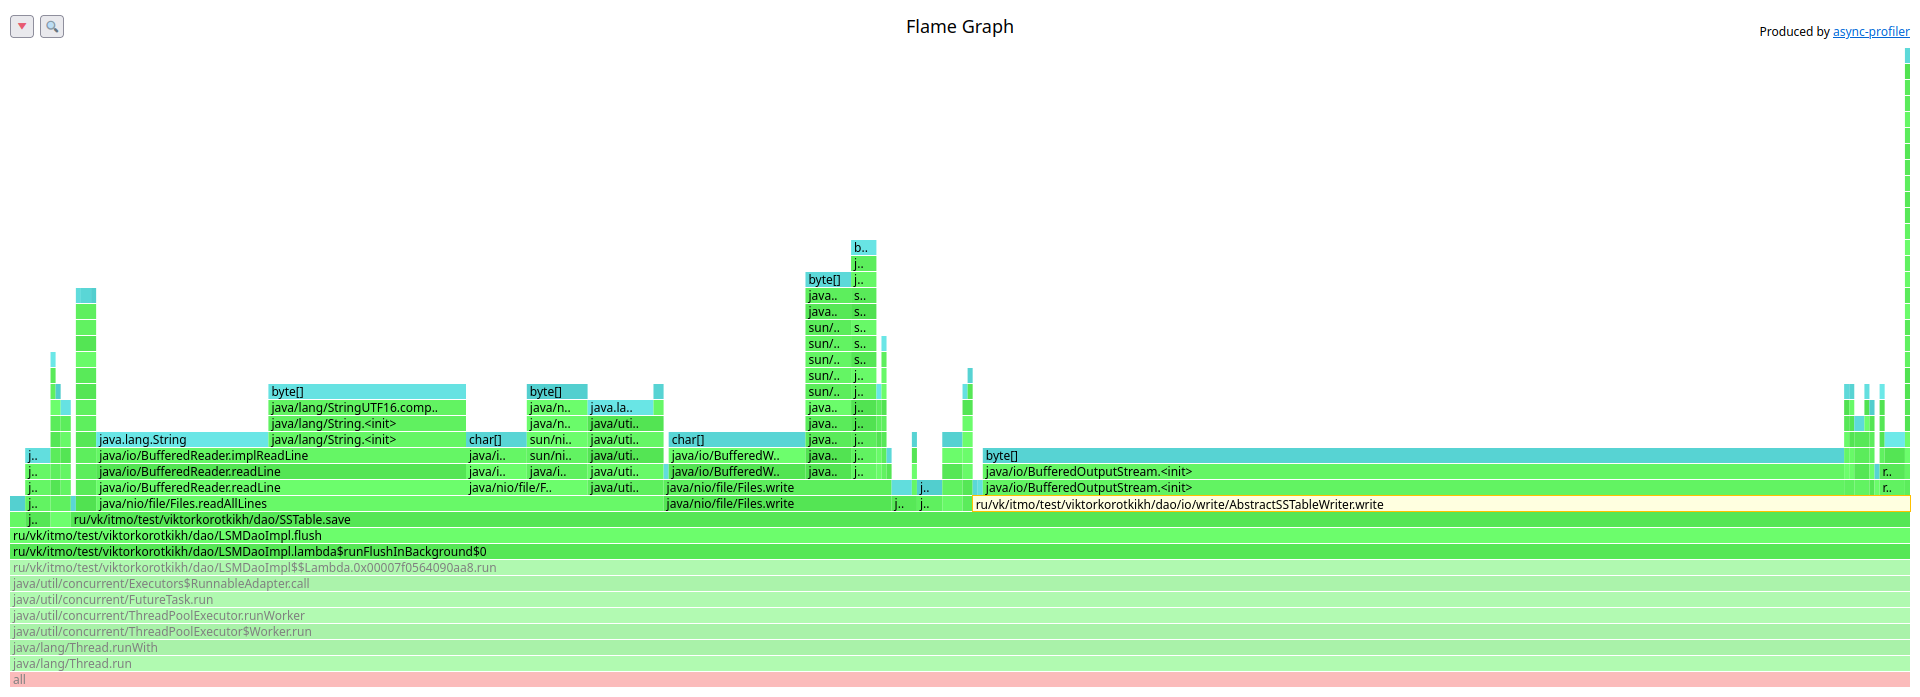 Flame Graph
Produced by async-profiler
b..
j..
byte[] j..
java.. s..
java.. s..
sun/.. s..
sun/.. s..
sun/.. s..
sun/.. j..
byte[] byte[] sun/.. j..
java/lang/StringUTF16.comp.. java/n.. java.la.. java.. j..
java/lang/String.<init> java/n.. java/uti.. java.. j..
java.lang.String java/lang/String.<init> char[] sun/ni.. java/uti.. char[] java.. j..
j.. java/io/BufferedReader.implReadLine java/i.. sun/ni.. java/uti.. java/io/BufferedW.. java.. j.. byte[]
j.. java/io/BufferedReader.readLine java/i.. java/i.. java/uti.. java/io/BufferedW.. java.. j.. java/io/BufferedOutputStream.<init> r..
j.. java/io/BufferedReader.readLine java/nio/file/F.. java/uti.. java/nio/file/Files.write j.. java/io/BufferedOutputStream.<init> r..
j.. java/nio/file/Files.readAllLines java/nio/file/Files.write j.. j.. ru/vk/itmo/test/viktorkorotkikh/dao/io/write/AbstractSSTableWriter.write
j.. ru/vk/itmo/test/viktorkorotkikh/dao/SSTable.save
ru/vk/itmo/test/viktorkorotkikh/dao/LSMDaoImpl.flush
ru/vk/itmo/test/viktorkorotkikh/dao/LSMDaoImpl.lambda$runFlushInBackground$0
ru/vk/itmo/test/viktorkorotkikh/dao/LSMDaoImpl$$Lambda.0x00007f0564090aa8.run
java/util/concurrent/Executors$RunnableAdapter.call
java/util/concurrent/FutureTask.run
java/util/concurrent/ThreadPoolExecutor.runWorker
java/util/concurrent/ThreadPoolExecutor$Worker.run
java/lang/Thread.runWith
java/lang/Thread.run
all